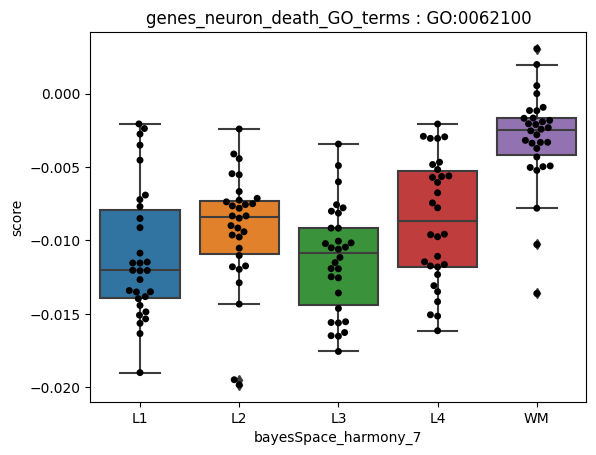 genes_neuron_death_GO_terms : GO:0062100
0.000
−0.005
−0.010
−0.015
−0.020
score
L1 L2 L3 L4 WM
bayesSpace_harmony_7